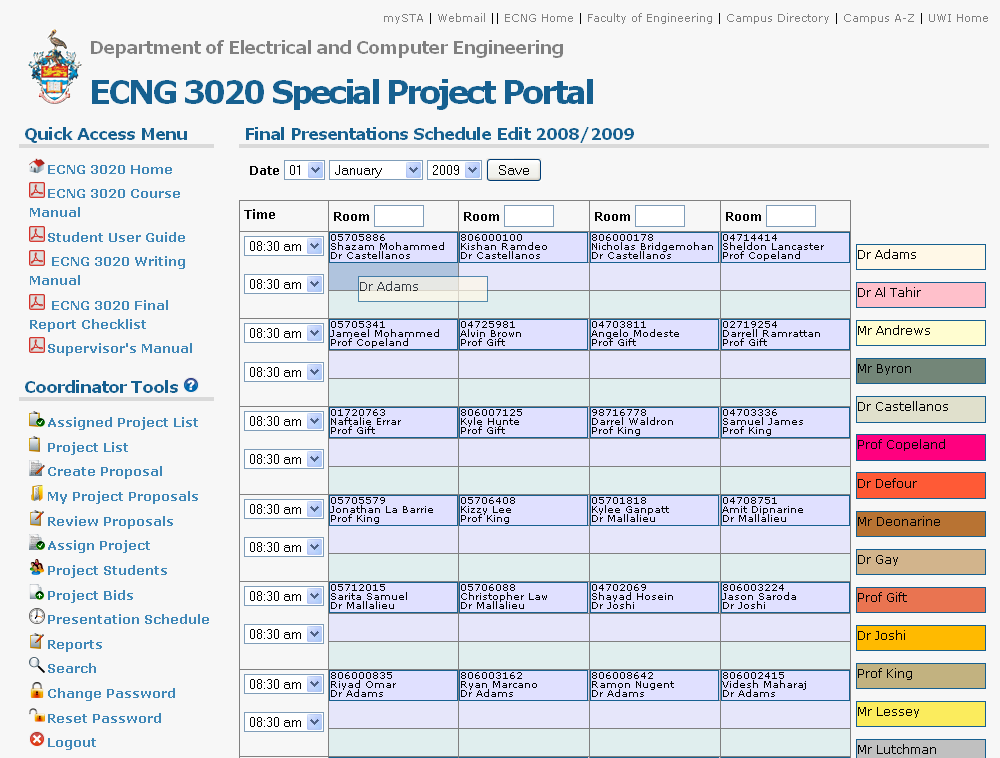 mySTA | Webmail || ECNG Home | Faculty of Engineering | Campus Directory | Campus A-Z | UWI Home
Department of Electrical and Computer Engineering
ECNG 3020 Special Project Portal
Quick Access Menu
ECNG 3020 Home
ECNG 3020 Course
Manual
Student User Guide
ECNG 3020 Writing
Manual
ECNG 3020 Final
Report Checklist
Supervisor's Manual
Coordinator Tools ?
Assigned Project List
Project List
Create Proposal
My Project Proposals
Review Proposals
Assign Project
Project Students
Project Bids
Presentation Schedule
Reports
Search
Change Password
Reset Password
Logout
Final Presentations Schedule Edit 2008/2009
Date 01 January 2009 Save
Time Room Room Room Room
08:30 am
05705886
Shazam Mohammed
Dr Castellanos
806000100
Kishan Ramdeo
Dr Castellanos
806000178
Nicholas Bridgemohan
Dr Castellanos
04714414
Sheldon Lancaster
Prof Copeland
08:30 am
Dr Adams
08:30 am
05705341
Jameel Mohammed
Prof Copeland
04725981
Alvin Brown
Prof Gift
04703811
Angelo Modeste
Prof Gift
02719254
Darrell Ramrattan
Prof Gift
08:30 am
08:30 am
01720763
Naftalie Errar
Prof Gift
806007125
Kyle Hunte
Prof Gift
98716778
Darrel Waldron
Prof King
04703336
Samuel James
Prof King
08:30 am
08:30 am
05705579
Jonathan La Barrie
Prof King
05706408
Kizzy Lee
Prof King
05701818
Kylee Ganpatt
Dr Mallalieu
04708751
Amit Dipnarine
Dr Mallalieu
08:30 am
08:30 am
05712015
Sarita Samuel
Dr Mallalieu
05706088
Christopher Law
Dr Mallalieu
04702069
Shayad Hosein
Dr Joshi
806003224
Jason Saroda
Dr Joshi
08:30 am
08:30 am
806000835
Riyad Omar
Dr Adams
806003162
Ryan Marcano
Dr Adams
806008642
Ramon Nugent
Dr Adams
806002415
Videsh Maharaj
Dr Adams
08:30 am
Dr Adams
Dr Al Tahir
Mr Andrews
Mr Byron
Dr Castellanos
Prof Copeland
Dr Defour
Mr Deonarine
Dr Gay
Prof Gift
Dr Joshi
Prof King
Mr Lessey
Mr Lutchman